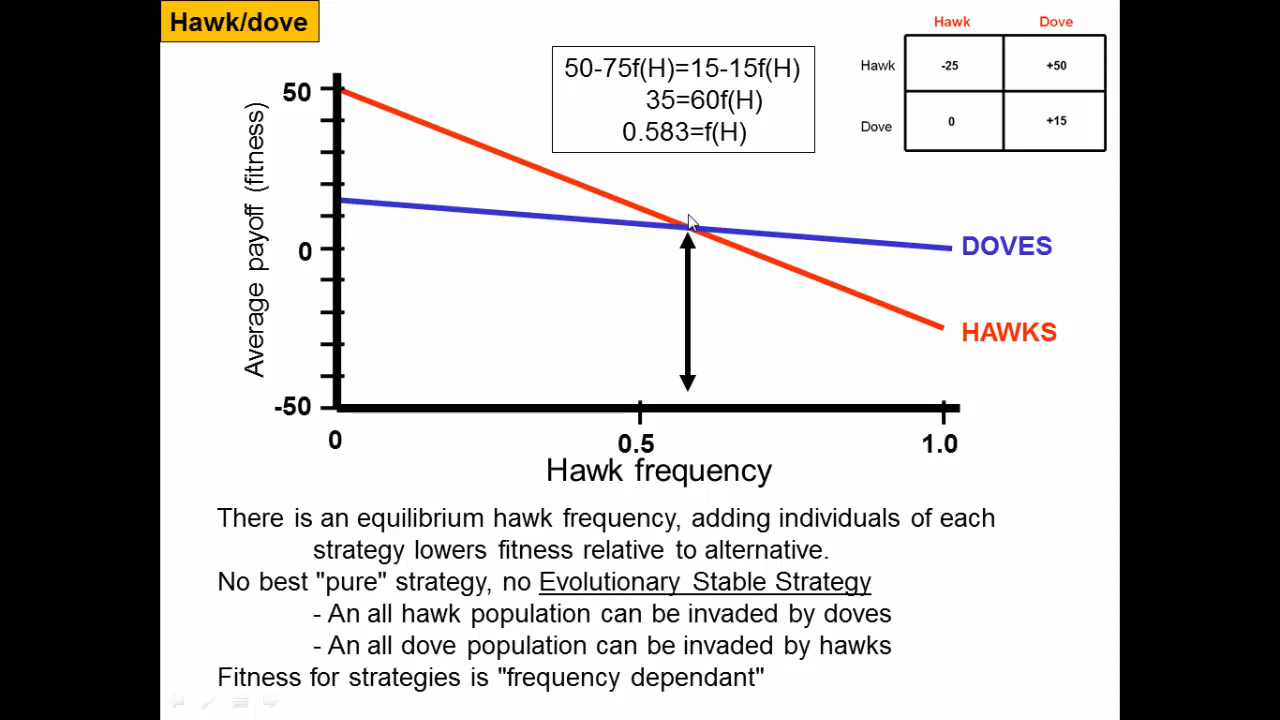 Hawk/dove
Hawk Dove
Hawk -25 +50
Dove 0 +15
50-75f(H)=15-15f(H)
35=60f(H)
0.583=f(H)
Average payoff (fitness)
50
0
-50
DOVES
HAWKS
0 0.5 1.0
Hawk frequency
There is an equilibrium hawk frequency, adding individuals of each
strategy lowers fitness relative to alternative.
No best "pure" strategy, no Evolutionary Stable Strategy
- An all hawk population can be invaded by doves
- An all dove population can be invaded by hawks
Fitness for strategies is "frequency dependant"